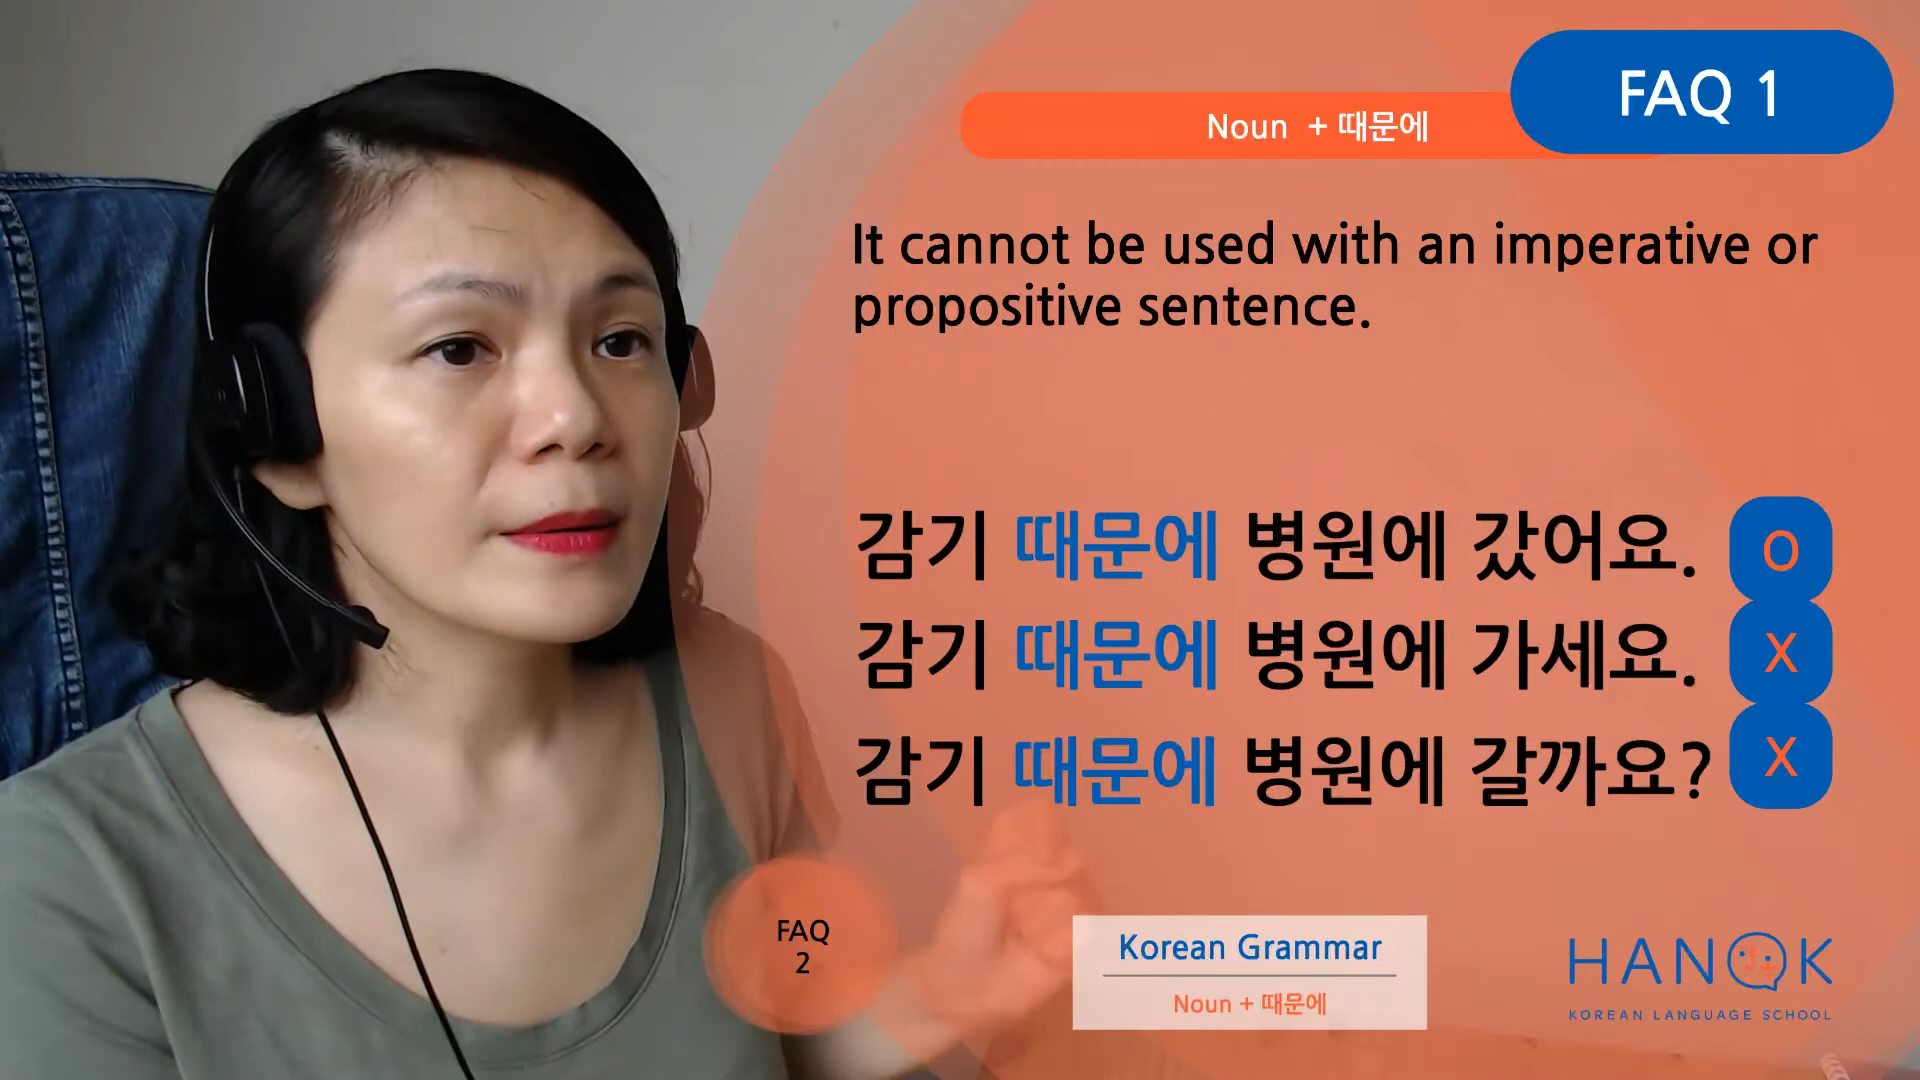 FAQ 1
Noun + 때문에
It cannot be used with an imperative or
propositive sentence.
감기 때문에 병원에 갔어요. O
감기 때문에 병원에 가세요. X
감기 때문에 병원에 갈까요? X
FAQ
2
Korean Grammar
Noun + 때문에
HANOK
KOREAN LANGUAGE SCHOOL